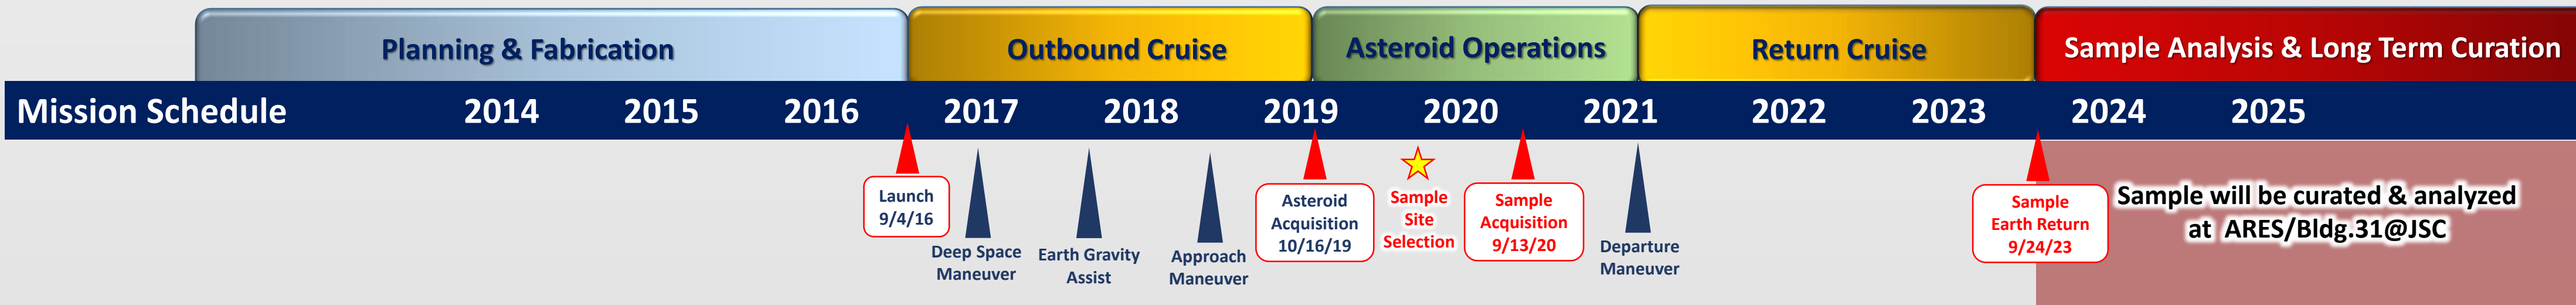 Planning & Fabrication
Outbound Cruise
Asteroid Operations
Return Cruise
Sample Analysis & Long Term Curation
Mission Schedule 2014 2015 2016 2017 2018 2019 2020 2021 2022 2023 2024 2025
Launch
9/4/16
Deep Space
Maneuver
Earth Gravity
Assist
Approach
Maneuver
Asteroid
Acquisition
10/16/19
Sample
Site
Selection
Sample
Acquisition
9/13/20
Departure
Maneuver
Sample
Earth Return
9/24/23
Sample will be curated & analyzed
at ARES/Bldg.31@JSC